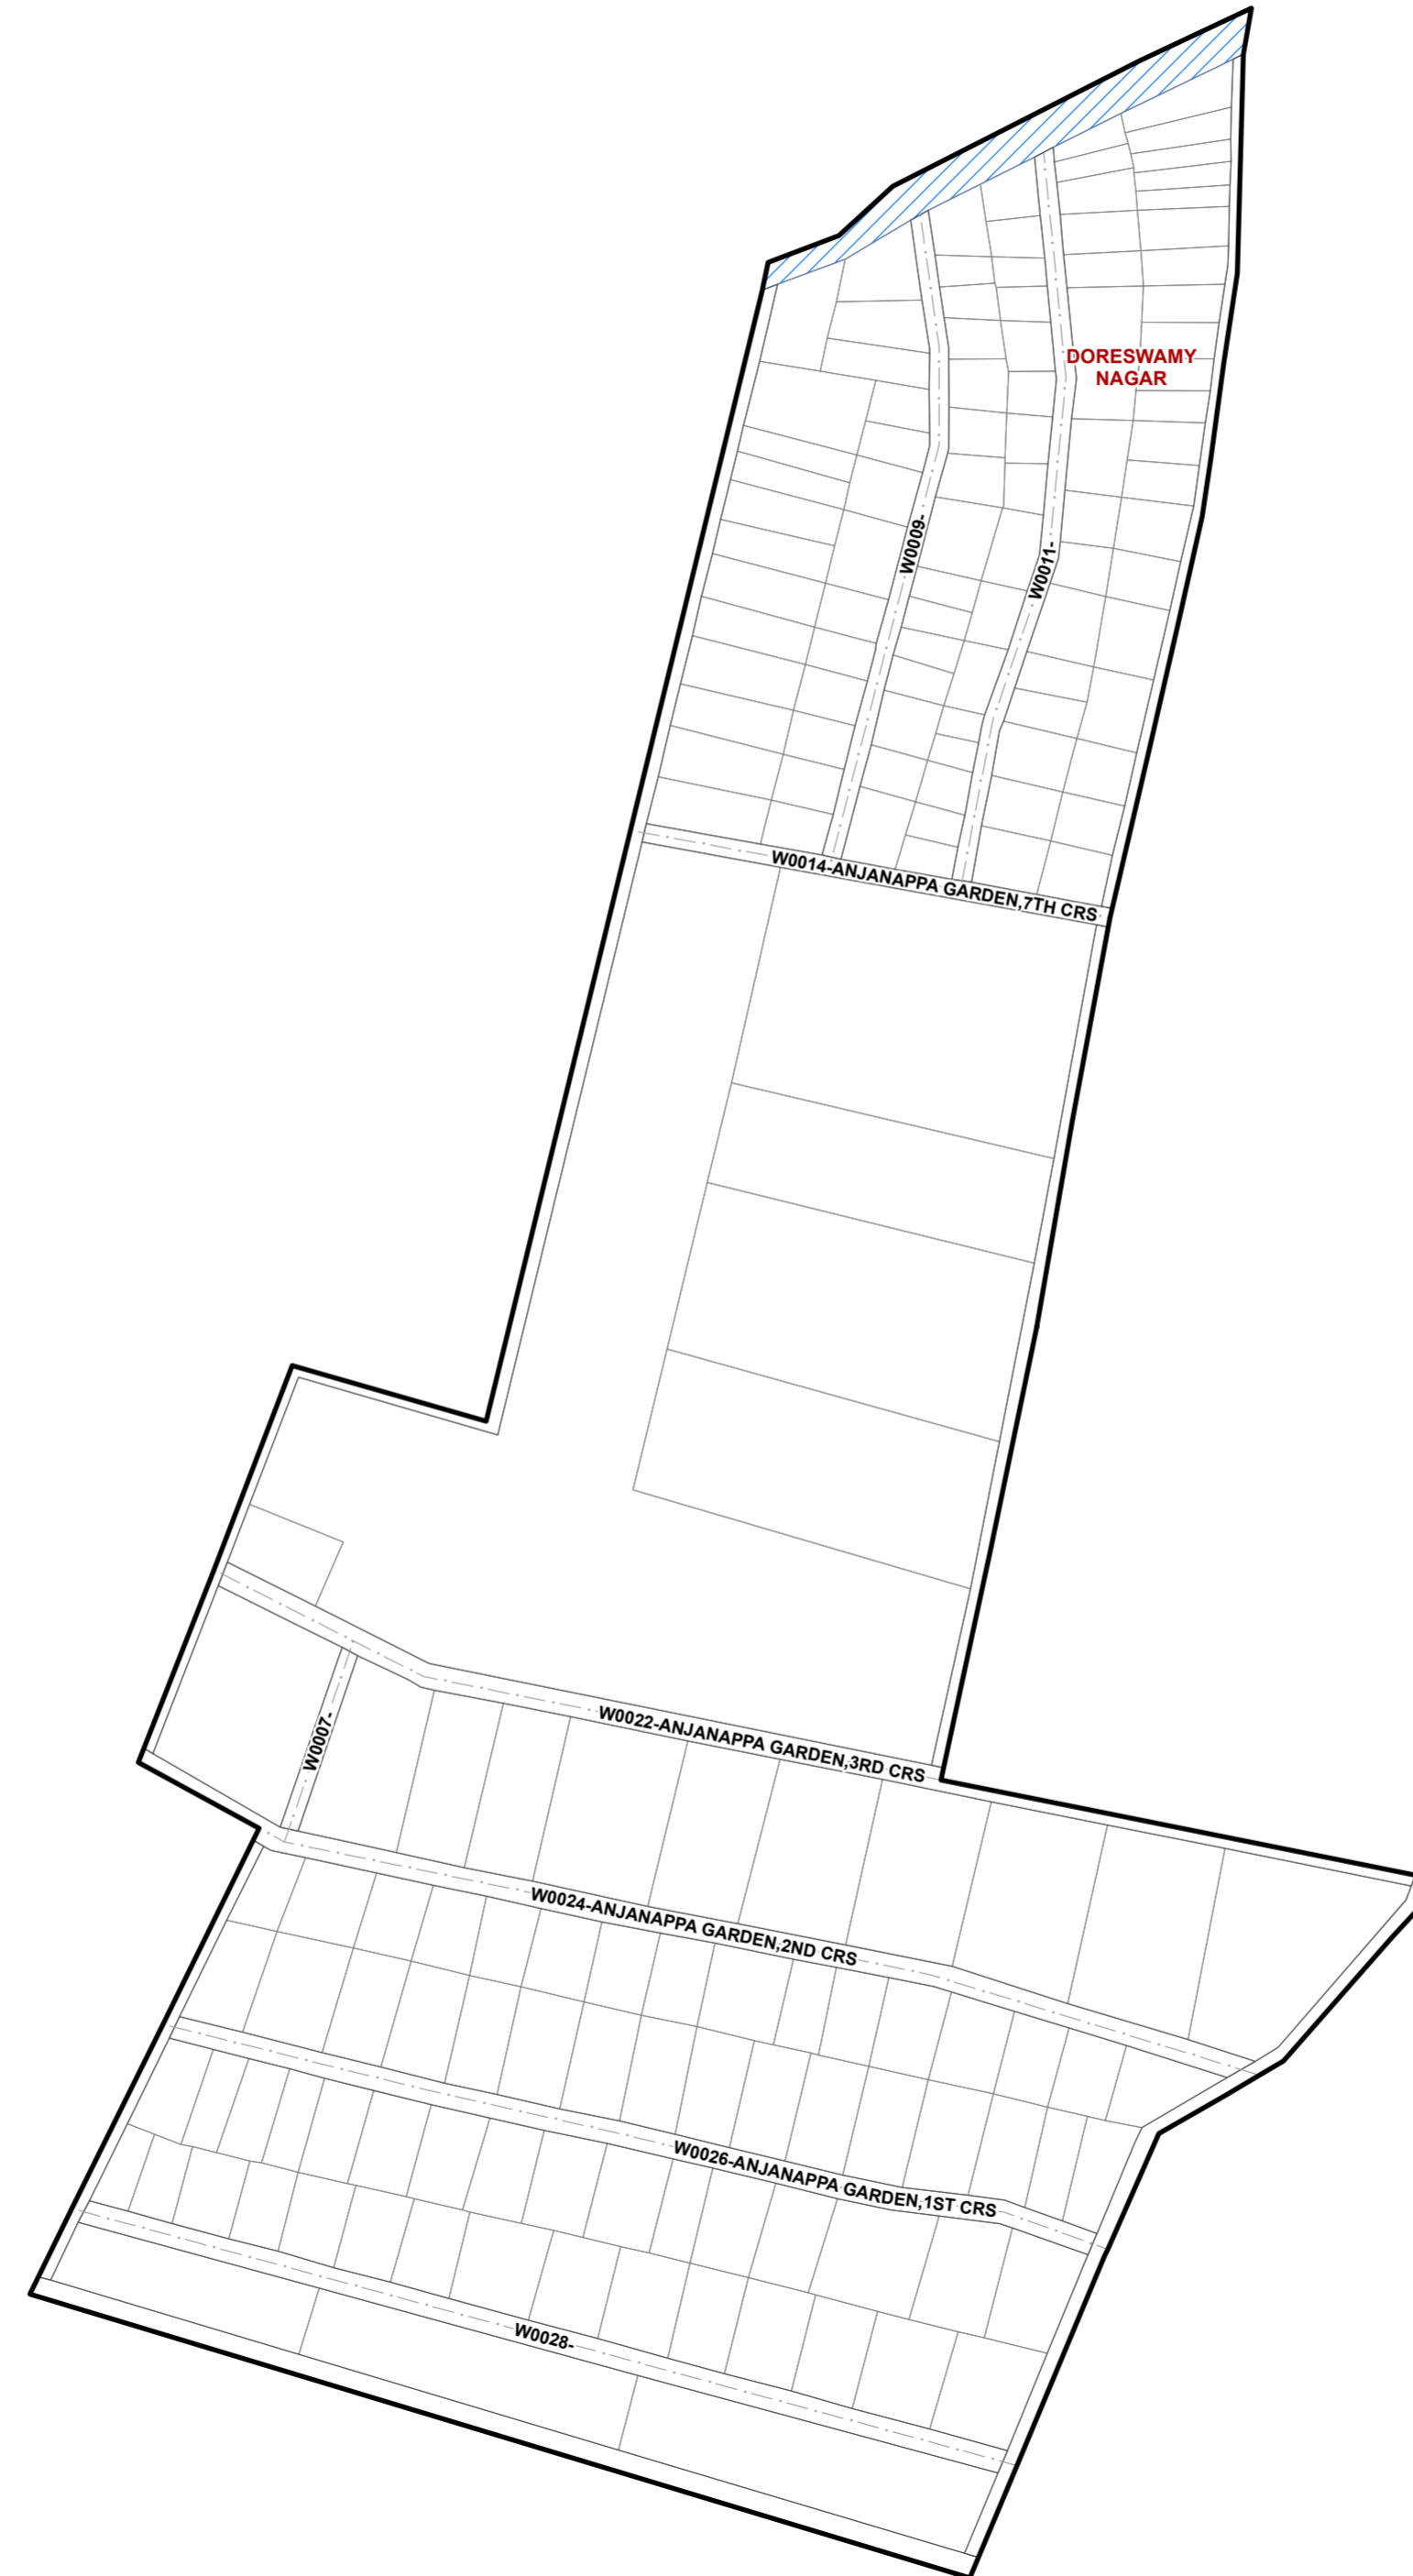 DORESWAMY
NAGAR
W0009-
W0011-
W0014-ANJANAPPA GARDEN,7TH CRS
W0022-ANJANAPPA GARDEN,3RD CRS
W0007-
W0024-ANJANAPPA GARDEN,2ND CRS
W0026-ANJANAPPA GARDEN,1ST CRS
W0028-